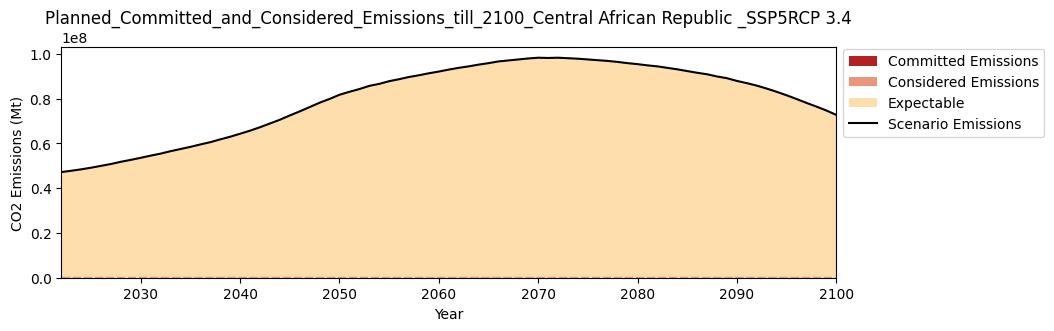 Planned_Committed_and_Considered_Emissions_till_2100_Central African Republic _SSP5RCP 3.4
1e8
1.0
0.8
0.6
0.4
0.2
0.0
CO2 Emissions (Mt)
2030 2040 2050 2060 2070 2080 2090 2100
Year
Committed Emissions
Considered Emissions
Expectable
Scenario Emissions